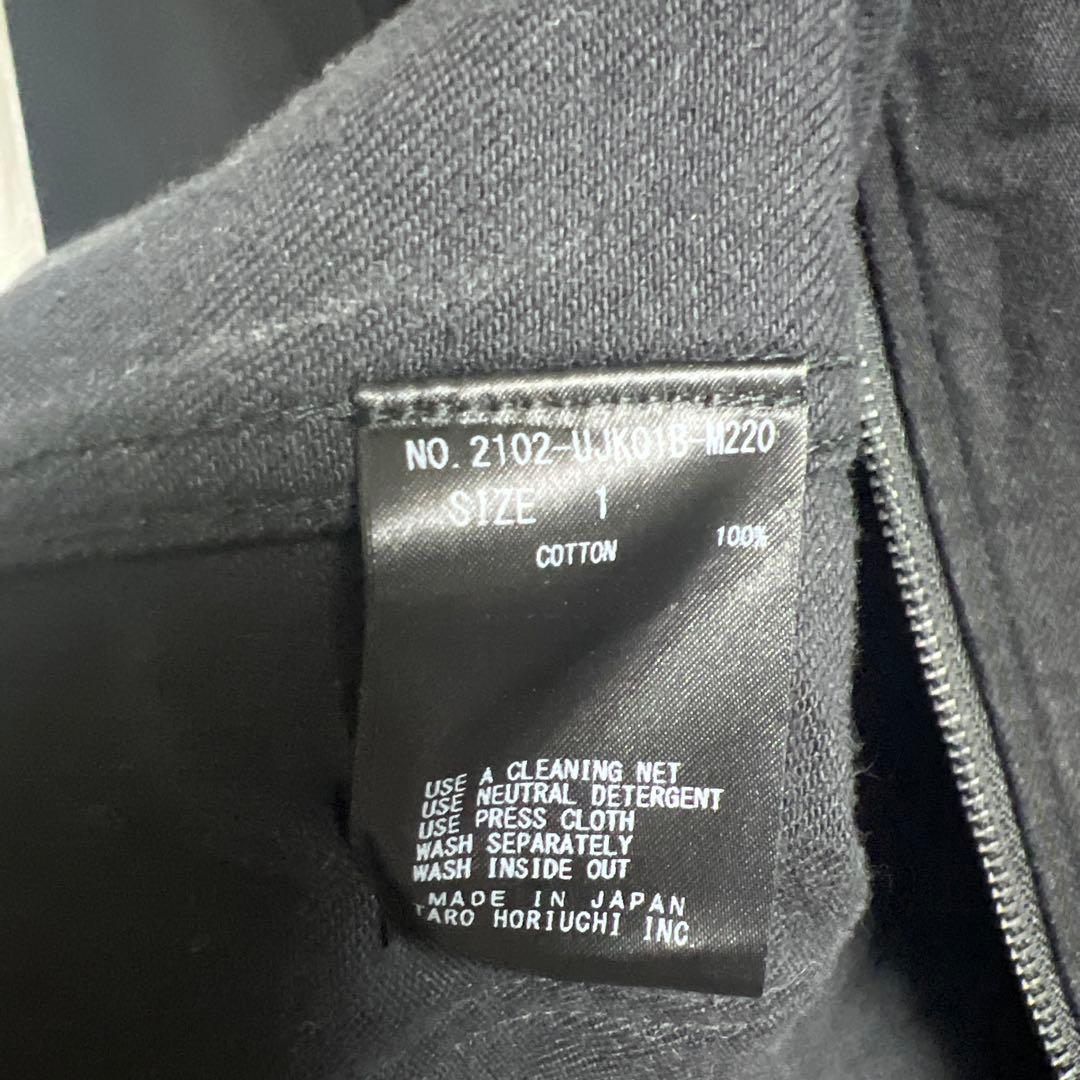 NO. 2102-UJK01B-M220
SIZE 1
COTTON 100%
USE A CLEANING NET
USE NEUTRAL DETERGENT
USE PRESS CLOTH
WASH SEPARATELY
WASH INSIDE OUT
MADE IN JAPAN
TARO HORIUCHI INC.